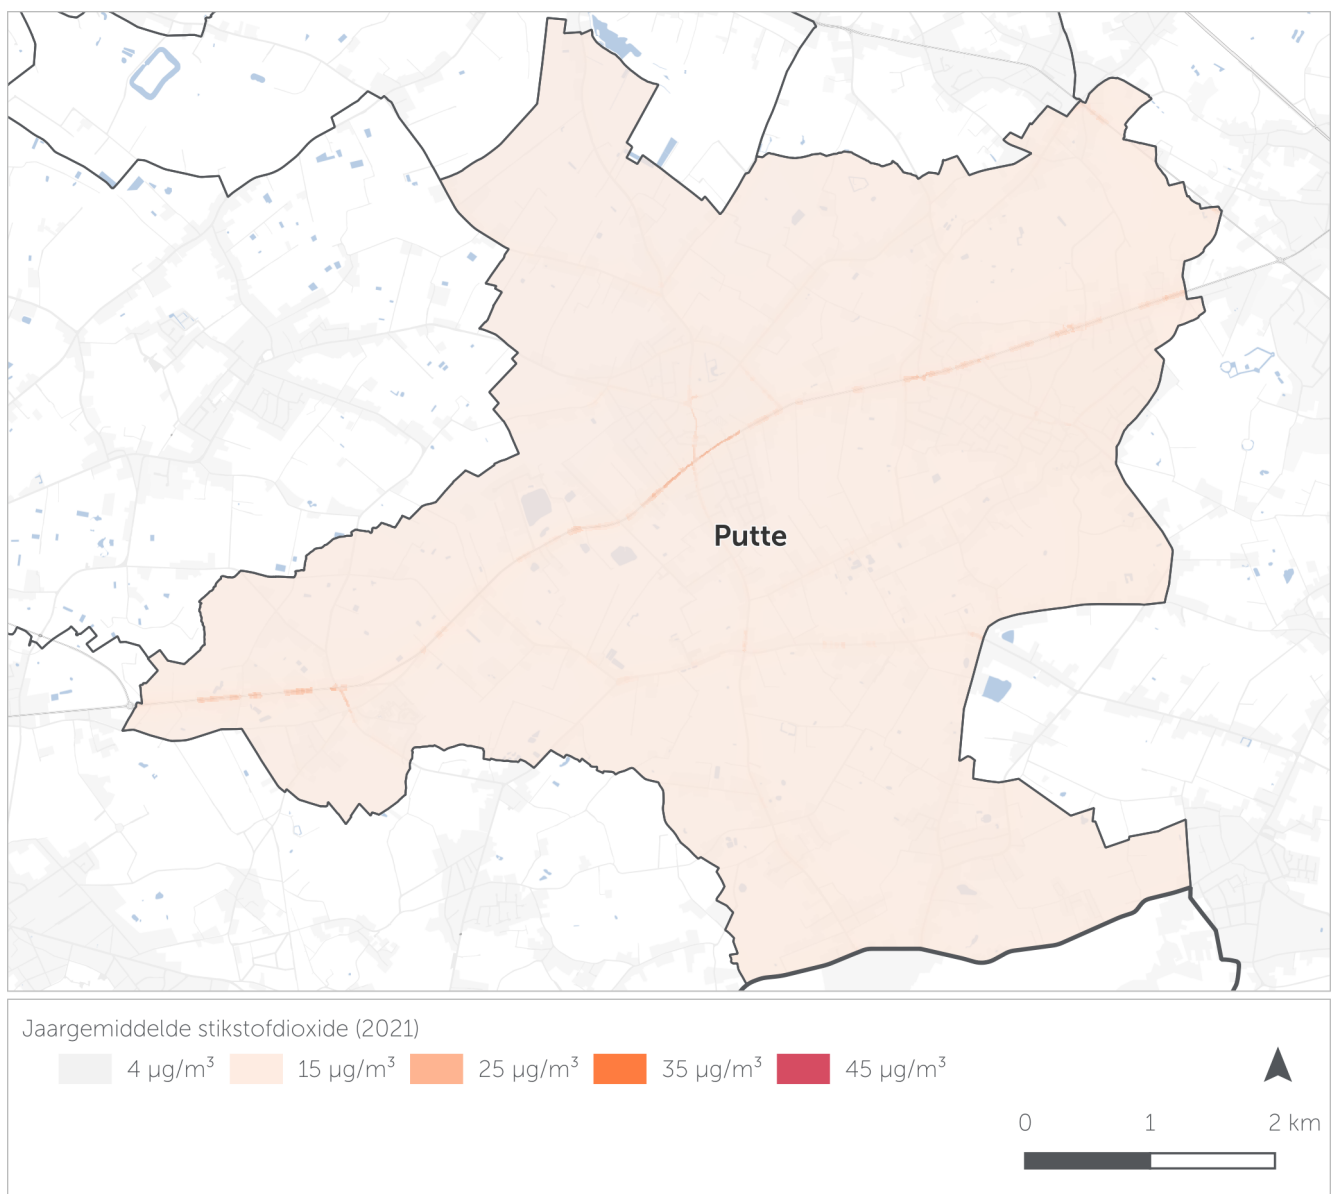 Putte
Jaargemiddelde stikstofdioxide (2021)
4 µg/m³ 15 µg/m³ 25 µg/m³ 35 µg/m³ 45 µg/m³
0 1 2 km